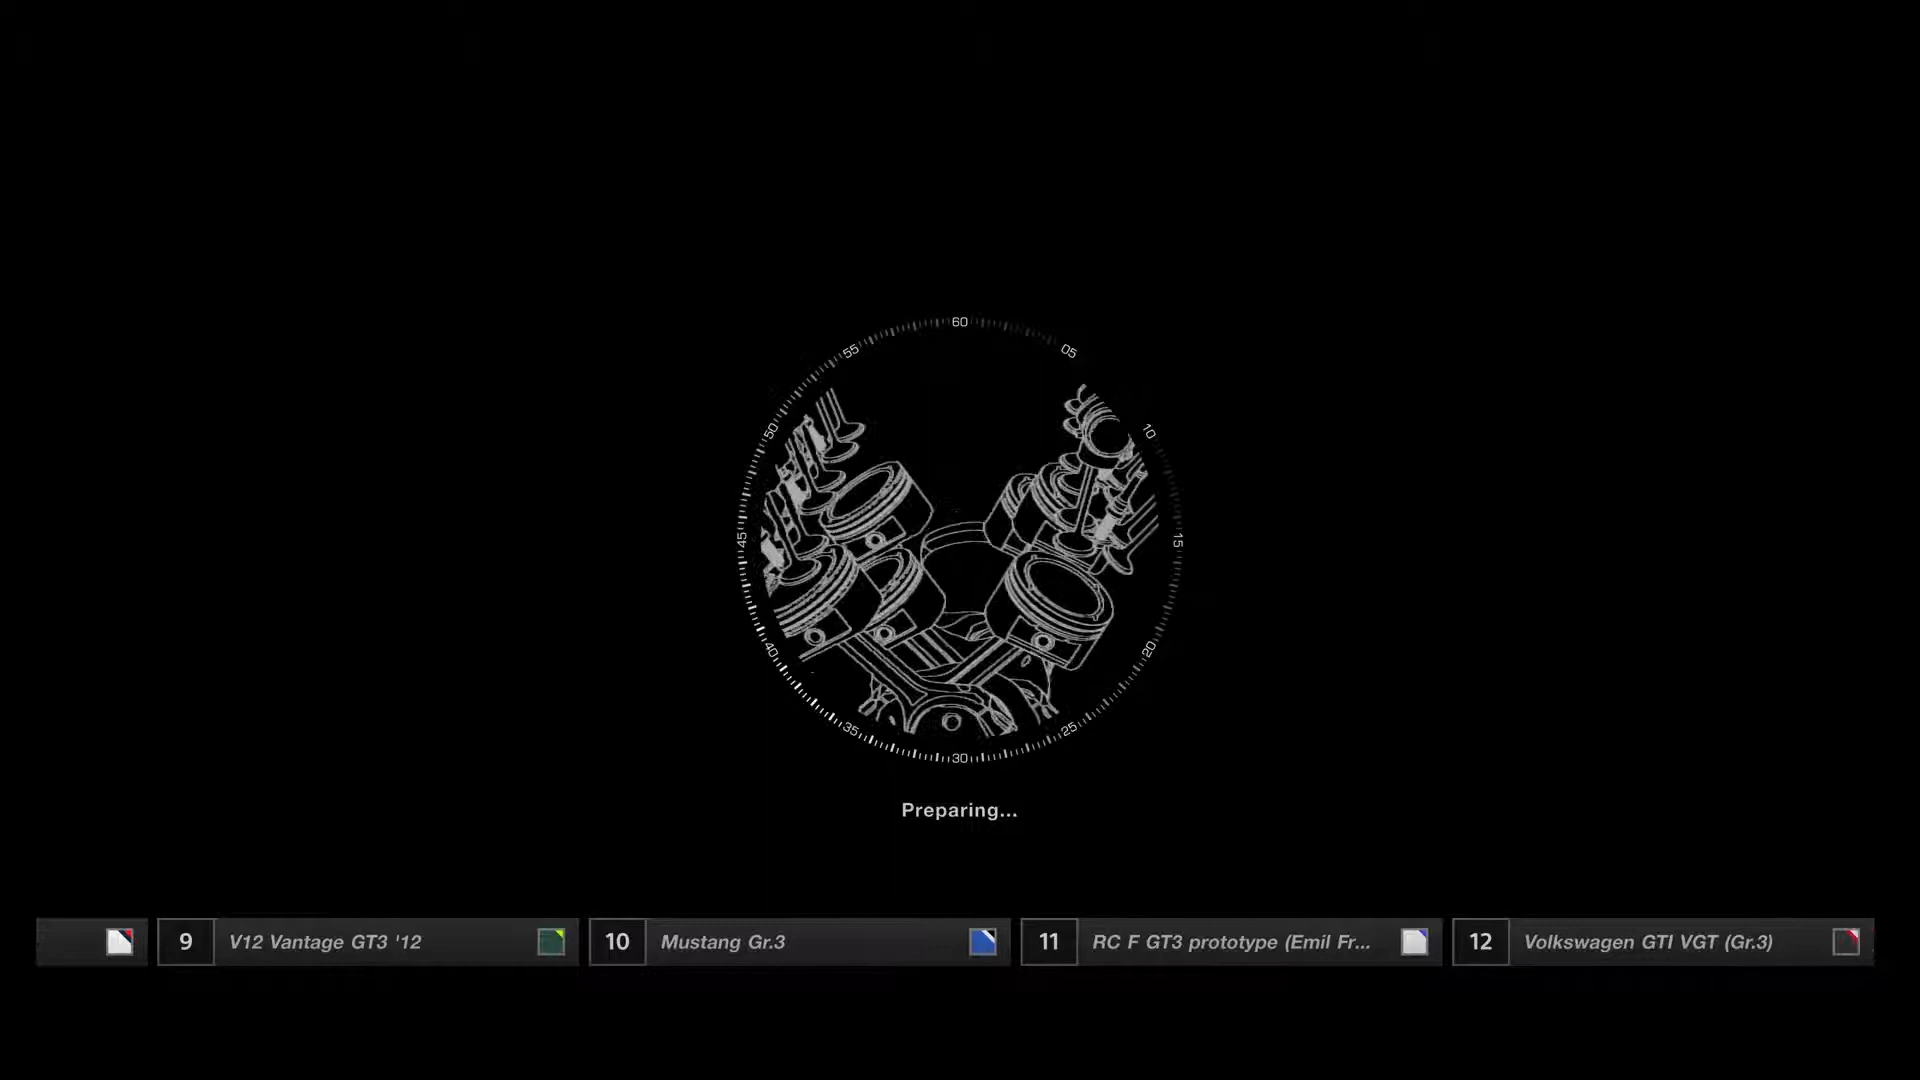 60
55
05
50
10
45
15
40
20
35
25
30
Preparing...
9 V12 Vantage GT3 '12
10 Mustang Gr.3
11 RC F GT3 prototype (Emil Fr...
12 Volkswagen GTI VGT (Gr.3)